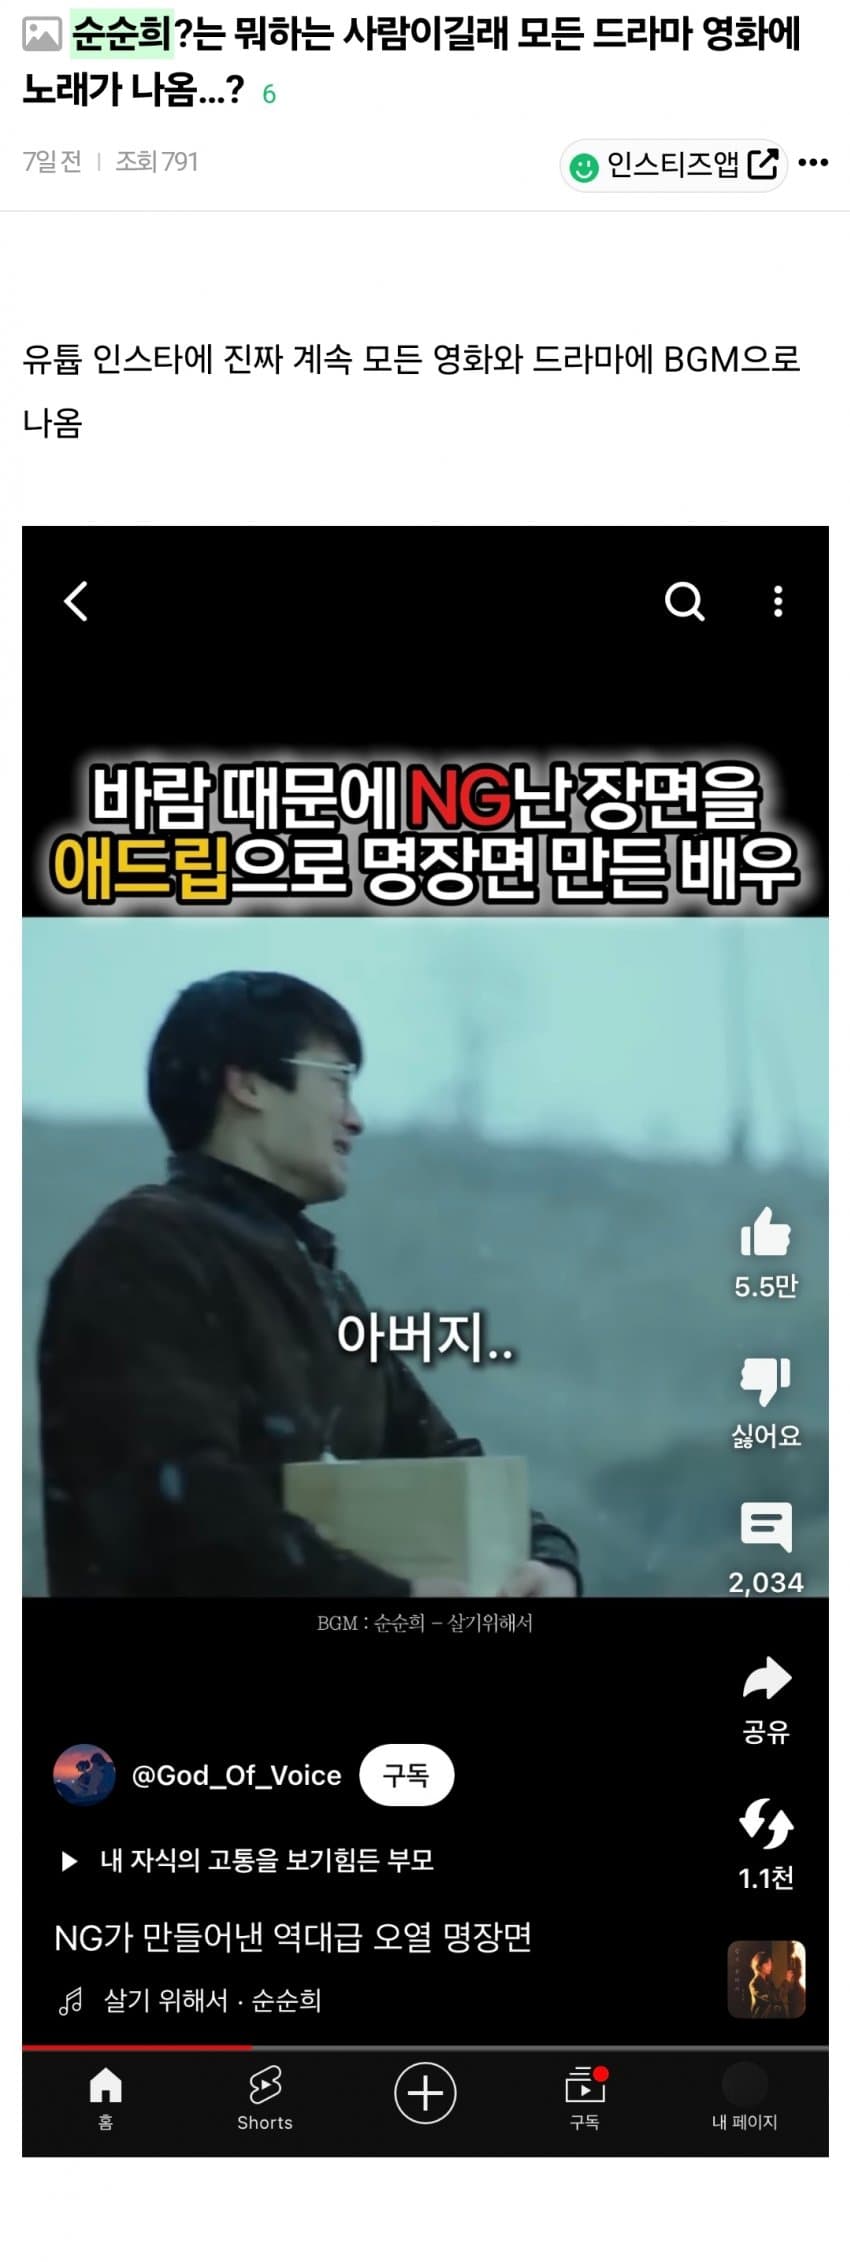 순순희?는 뭐하는 사람이길래 모든 드라마 영화에
노래가 나옴...? 6
7일 전 | 조회 791
인스티즈앱
유튭 인스타에 진짜 계속 모든 영화와 드라마에 BGM으로
나옴
바람 때문에 NG난 장면을
애드립으로 명장면 만든 배우
아버지..
5.5만
싫어요
2,034
BGM : 순순희 - 살기위해서
공유
@God_Of_Voice 구독
내 자식의 고통을 보기힘든 부모
1.1천
NG가 만들어낸 역대급 오열 명장면
살기 위해서 · 순순희
홈
Shorts
구독
내 페이지